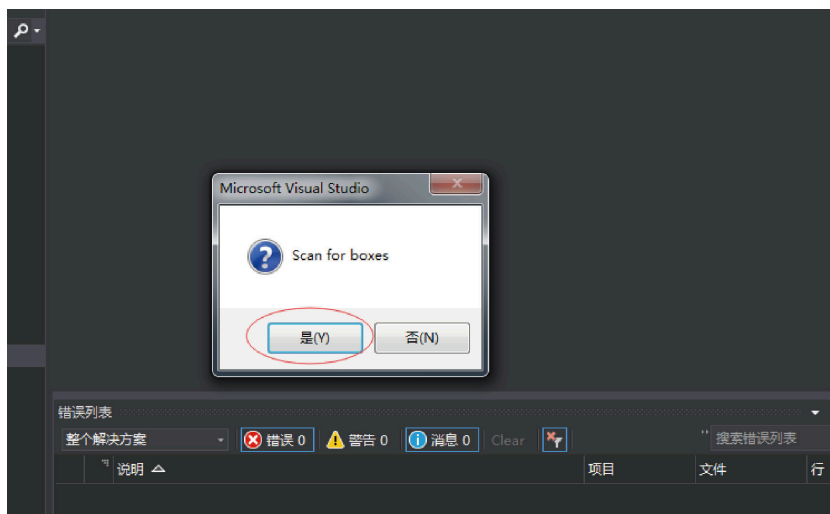 Microsoft Visual Studio
Scan for boxes
是(Y)
否(N)
错误列表
整个解决方案
错误 0
警告 0
消息 0
Clear
搜索错误列表
说明
项目
文件
行